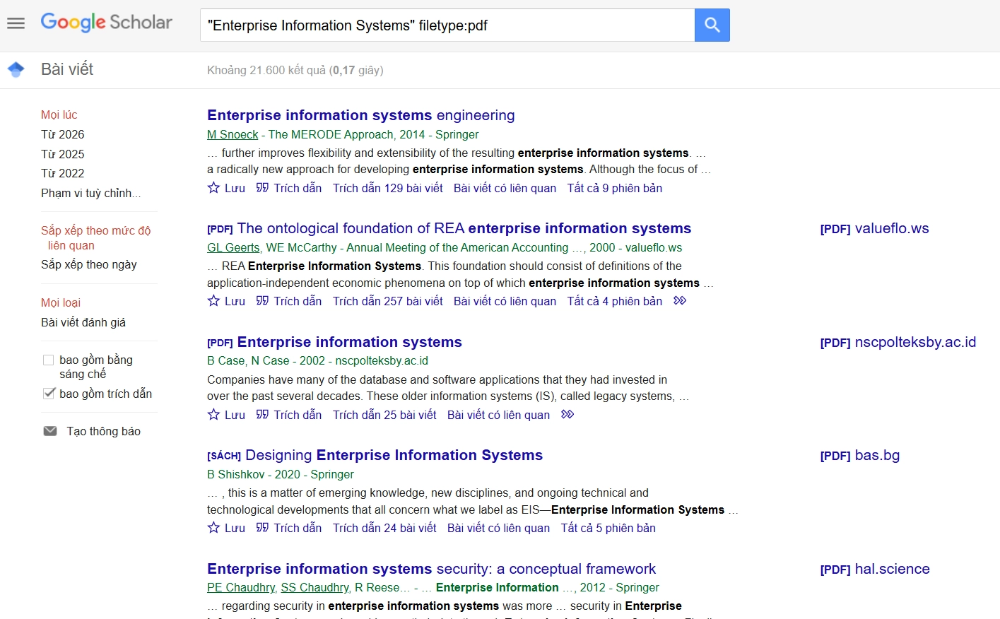 Google Scholar
"Enterprise Information Systems" filetype:pdf
Bài viết
Khoảng 21.600 kết quả (0,17 giây)
Mọi lúc
Từ 2026
Từ 2025
Từ 2022
Phạm vi tuỳ chỉnh...
Sắp xếp theo mức độ
liên quan
Sắp xếp theo ngày
Mọi loại
Bài viết đánh giá
bao gồm bằng
sáng chế
bao gồm trích dẫn
Tạo thông báo
Enterprise information systems engineering
M Snoeck - The MERODE Approach, 2014 - Springer
… further improves flexibility and extensibility of the resulting enterprise information systems. …
a radically new approach for developing enterprise information systems. Although the focus of …
Lưu Trích dẫn Trích dẫn 129 bài viết Bài viết có liên quan Tất cả 9 phiên bản
[PDF] The ontological foundation of REA enterprise information systems
[PDF] valueflo.ws
GL Geerts, WE McCarthy - Annual Meeting of the American Accounting …, 2000 - valueflo.ws
… REA Enterprise Information Systems. This foundation should consist of definitions of the
application-independent economic phenomena on top of which enterprise information systems …
Lưu Trích dẫn Trích dẫn 257 bài viết Bài viết có liên quan Tất cả 4 phiên bản
[PDF] Enterprise information systems
[PDF] nscpolteksby.ac.id
B Case, N Case - 2002 - nscpolteksby.ac.id
Companies have many of the database and software applications that they had invested in
over the past several decades. These older information systems (IS), called legacy systems, …
Lưu Trích dẫn Trích dẫn 25 bài viết Bài viết có liên quan
[SÁCH] Designing Enterprise Information Systems
[PDF] bas.bg
B Shishkov - 2020 - Springer
… , this is a matter of emerging knowledge, new disciplines, and ongoing technical and
technological developments that all concern what we label as EIS—Enterprise Information Systems …
Lưu Trích dẫn Trích dẫn 24 bài viết Bài viết có liên quan Tất cả 5 phiên bản
Enterprise information systems security: a conceptual framework
[PDF] hal.science
PE Chaudhry, SS Chaudhry, R Reese… - … Enterprise Information …, 2012 - Springer
… regarding security in enterprise information systems was more … security in Enterprise